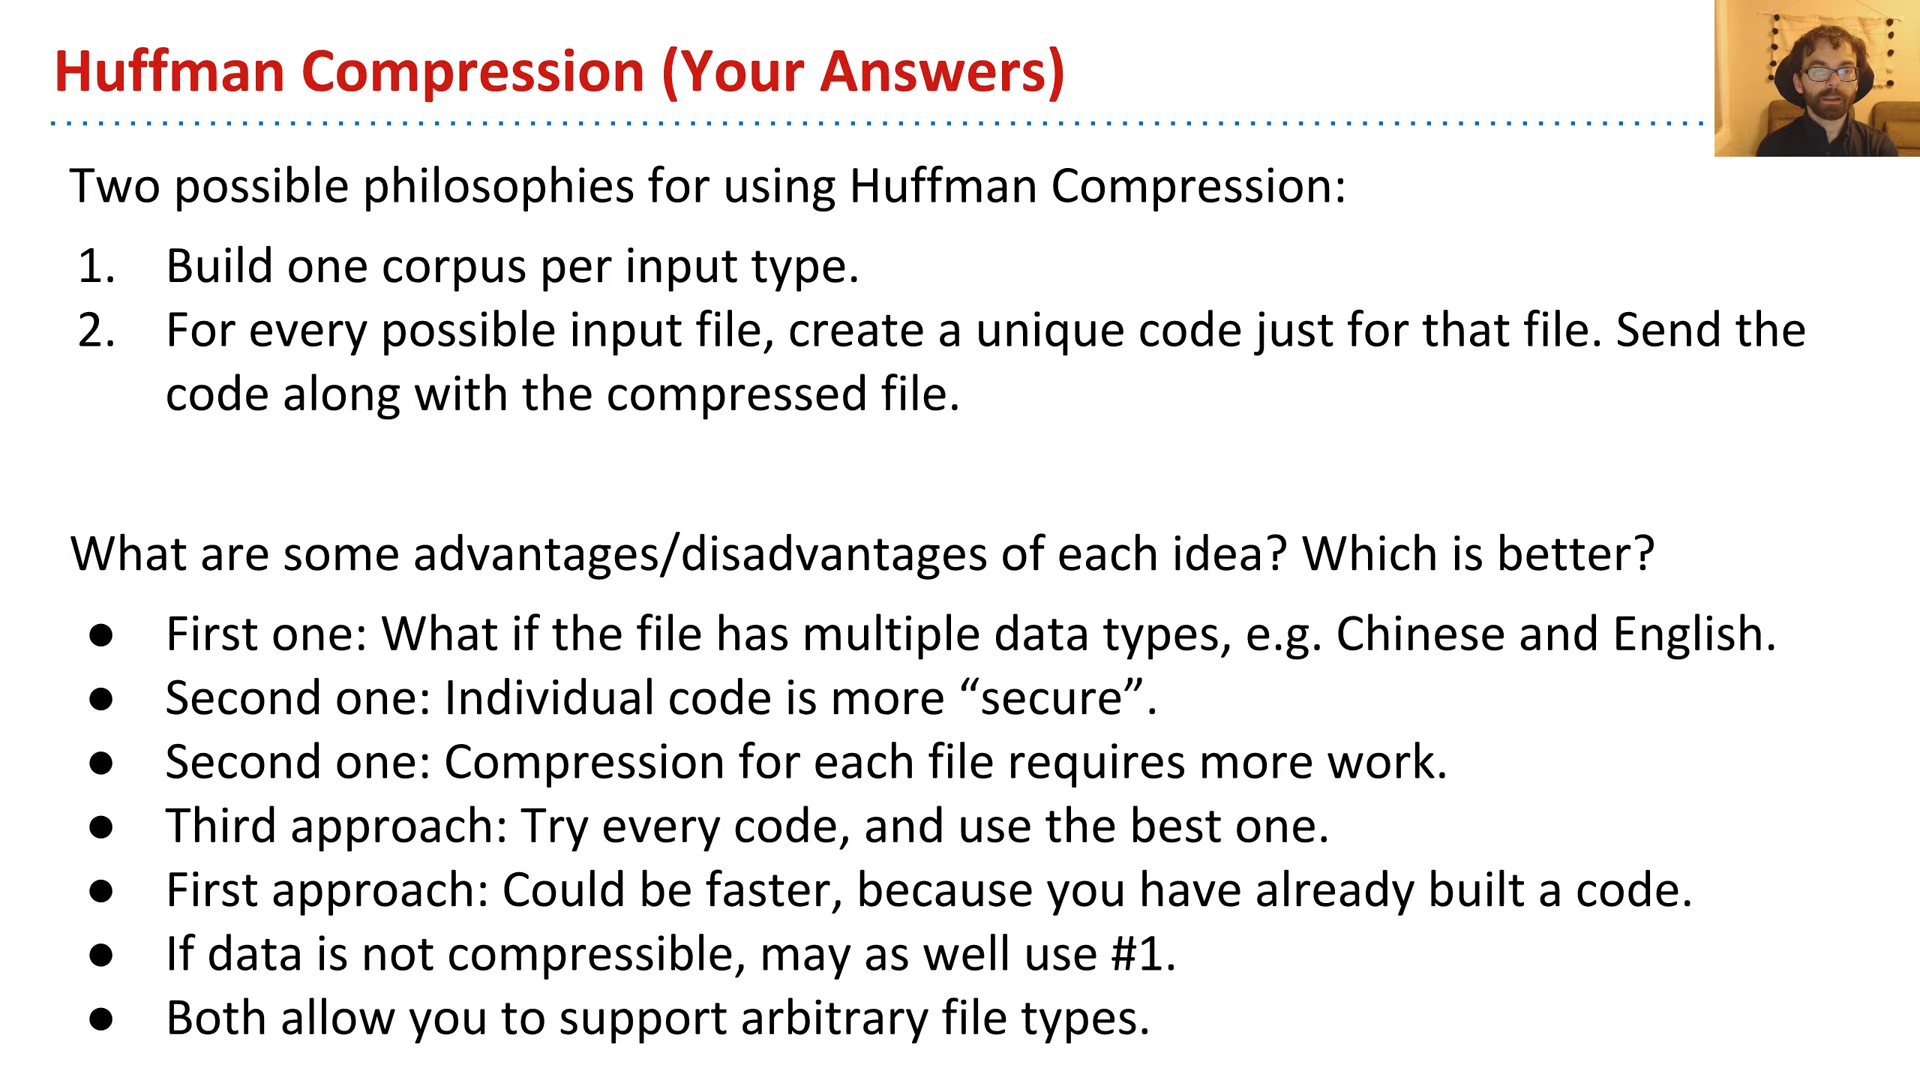 Huffman Compression (Your Answers)
Two possible philosophies for using Huffman Compression:
1. Build one corpus per input type.
2. For every possible input file, create a unique code just for that file. Send the
code along with the compressed file.
What are some advantages/disadvantages of each idea? Which is better?
● First one: What if the file has multiple data types, e.g. Chinese and English.
● Second one: Individual code is more “secure”.
● Second one: Compression for each file requires more work.
● Third approach: Try every code, and use the best one.
● First approach: Could be faster, because you have already built a code.
● If data is not compressible, may as well use #1.
● Both allow you to support arbitrary file types.